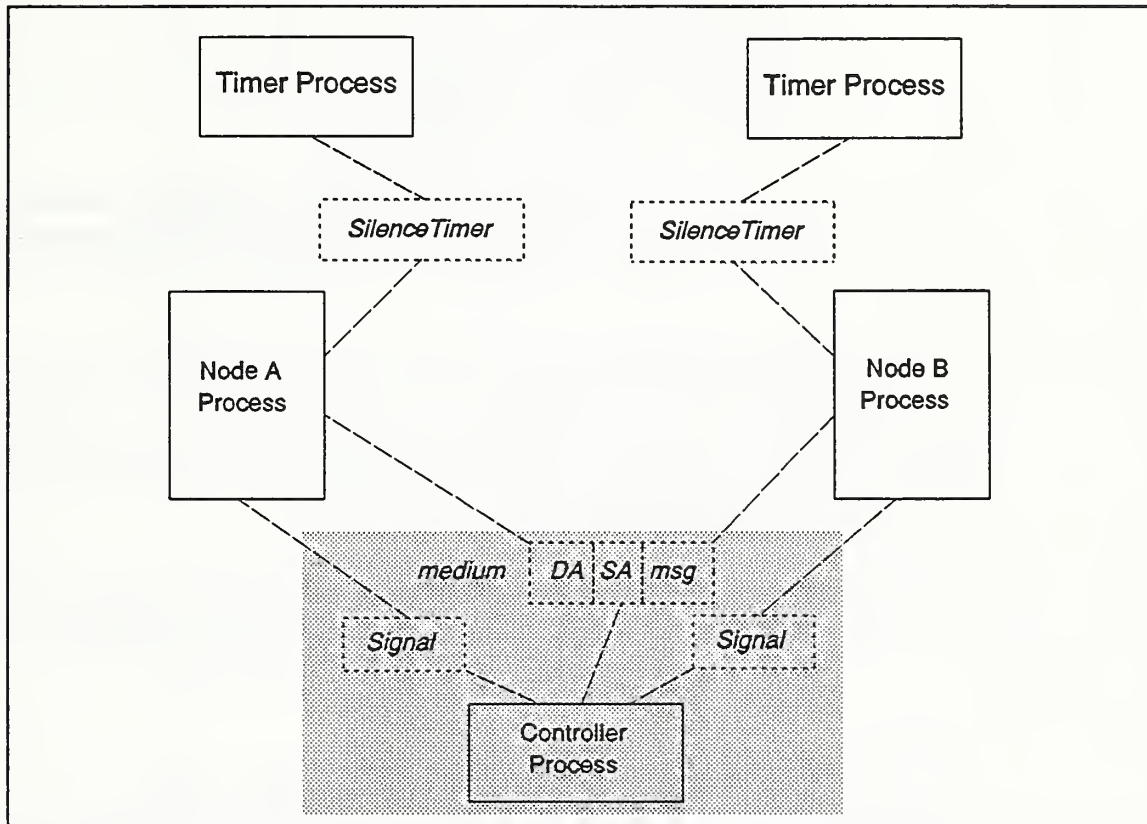 Timer Process
Timer Process
SilenceTimer
SilenceTimer
Node A
Process
Node B
Process
medium DA SA msg
Signal
Signal
Controller
Process